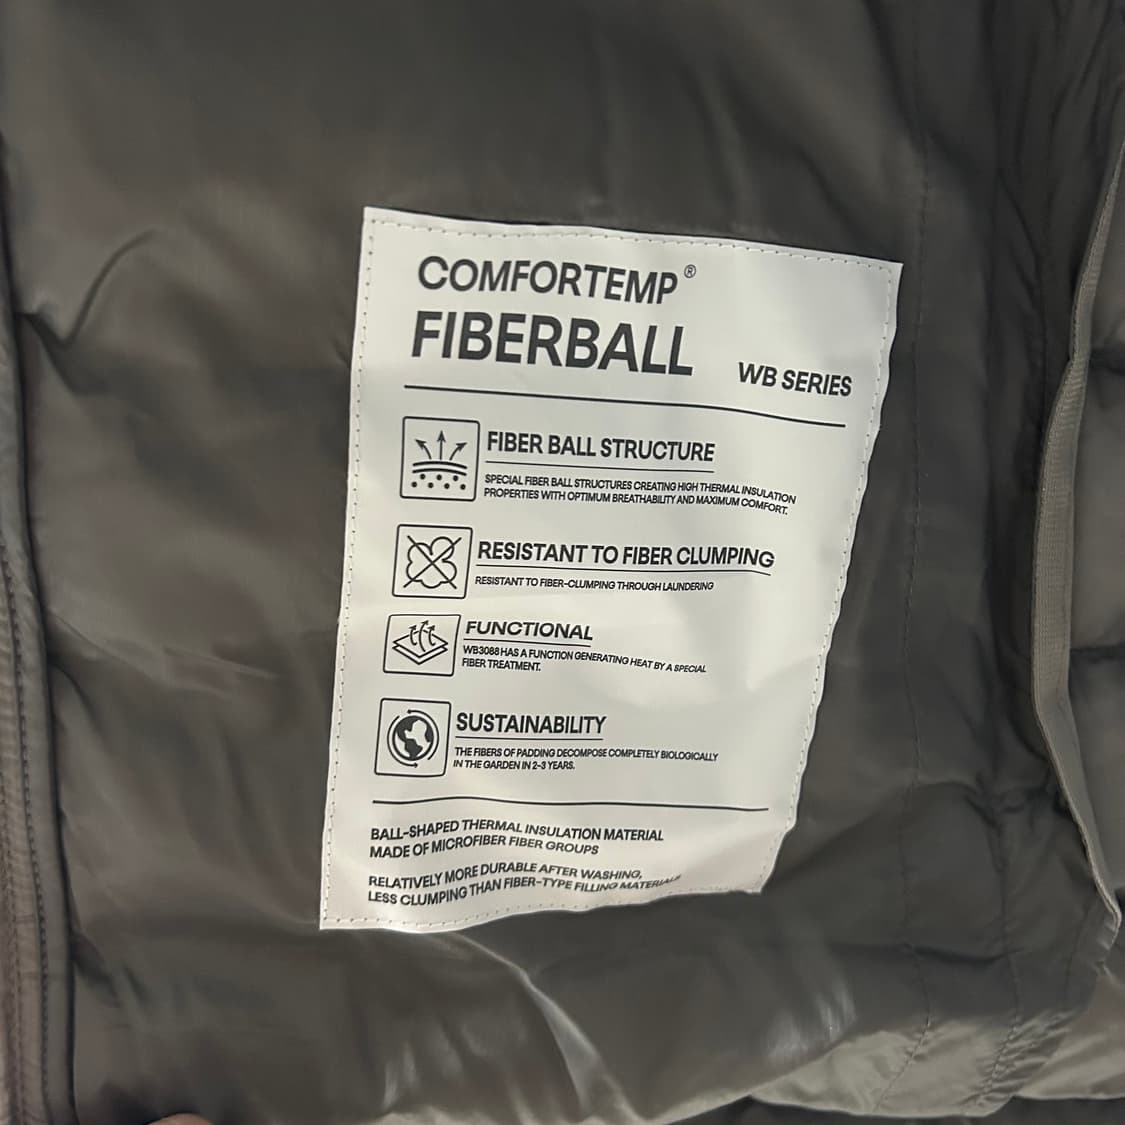 COMFORTEMP®
FIBERBALL
WB SERIES
FIBER BALL STRUCTURE
SPECIAL FIBER BALL STRUCTURES CREATING HIGH THERMAL INSULATION
PROPERTIES WITH OPTIMUM BREATHABILITY AND MAXIMUM COMFORT.
RESISTANT TO FIBER CLUMPING
RESISTANT TO FIBER-CLUMPING THROUGH LAUNDERING
FUNCTIONAL
WB3088 HAS A FUNCTION GENERATING HEAT BY A SPECIAL
FIBER TREATMENT.
SUSTAINABILITY
THE FIBERS OF PADDING DECOMPOSE COMPLETELY BIOLOGICALLY
IN THE GARDEN IN 2-3 YEARS.
BALL-SHAPED THERMAL INSULATION MATERIAL
MADE OF MICROFIBER FIBER GROUPS
RELATIVELY MORE DURABLE AFTER WASHING,
LESS CLUMPING THAN FIBER-TYPE FILLING MATERIALS